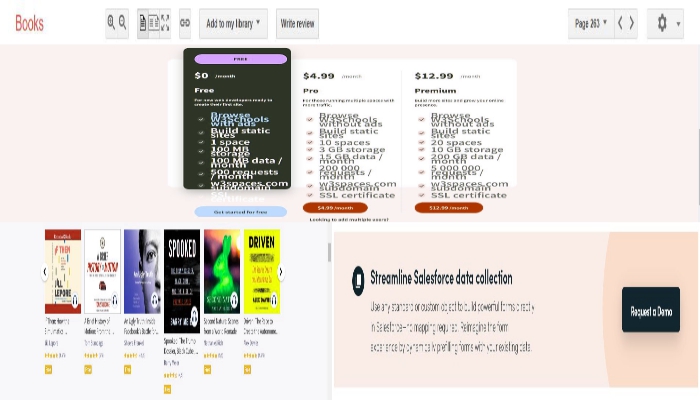 Books
Add to my library
Write review
Page 263
FREE
$0 /month
Free
For new web developers ready to create their first site.
Browse W3Schools with ads
Build static sites
1 space
100 MB storage
100 MB data / month
500 requests / month
w3spaces.com subdomain
SSL certificate
Get started for free
$4.99 /month
Pro
For those running multiple spaces with more traffic.
Browse W3Schools without ads
Build static sites
10 spaces
3 GB storage
15 GB data / month
200 000 requests / month
w3spaces.com subdomain
SSL certificate
$4.99/month
Looking to add multiple users?
$12.99 /month
Premium
Build more sites and grow your online presence.
Browse W3Schools without ads
Build static sites
20 spaces
10 GB storage
200 GB data / month
5 000 000 requests / month
w3spaces.com subdomain
SSL certificate
$12.99/month
IF THEN
JILL LEPORE
SPOOKED
BARRY MEIER
DRIVEN
Streamline Salesforce data collection
Use any standard or custom object to build powerful forms directly
in Salesforce—no mapping required. Reimagine the form
experience by dynamically prefilling forms with your existing data.
Request a Demo